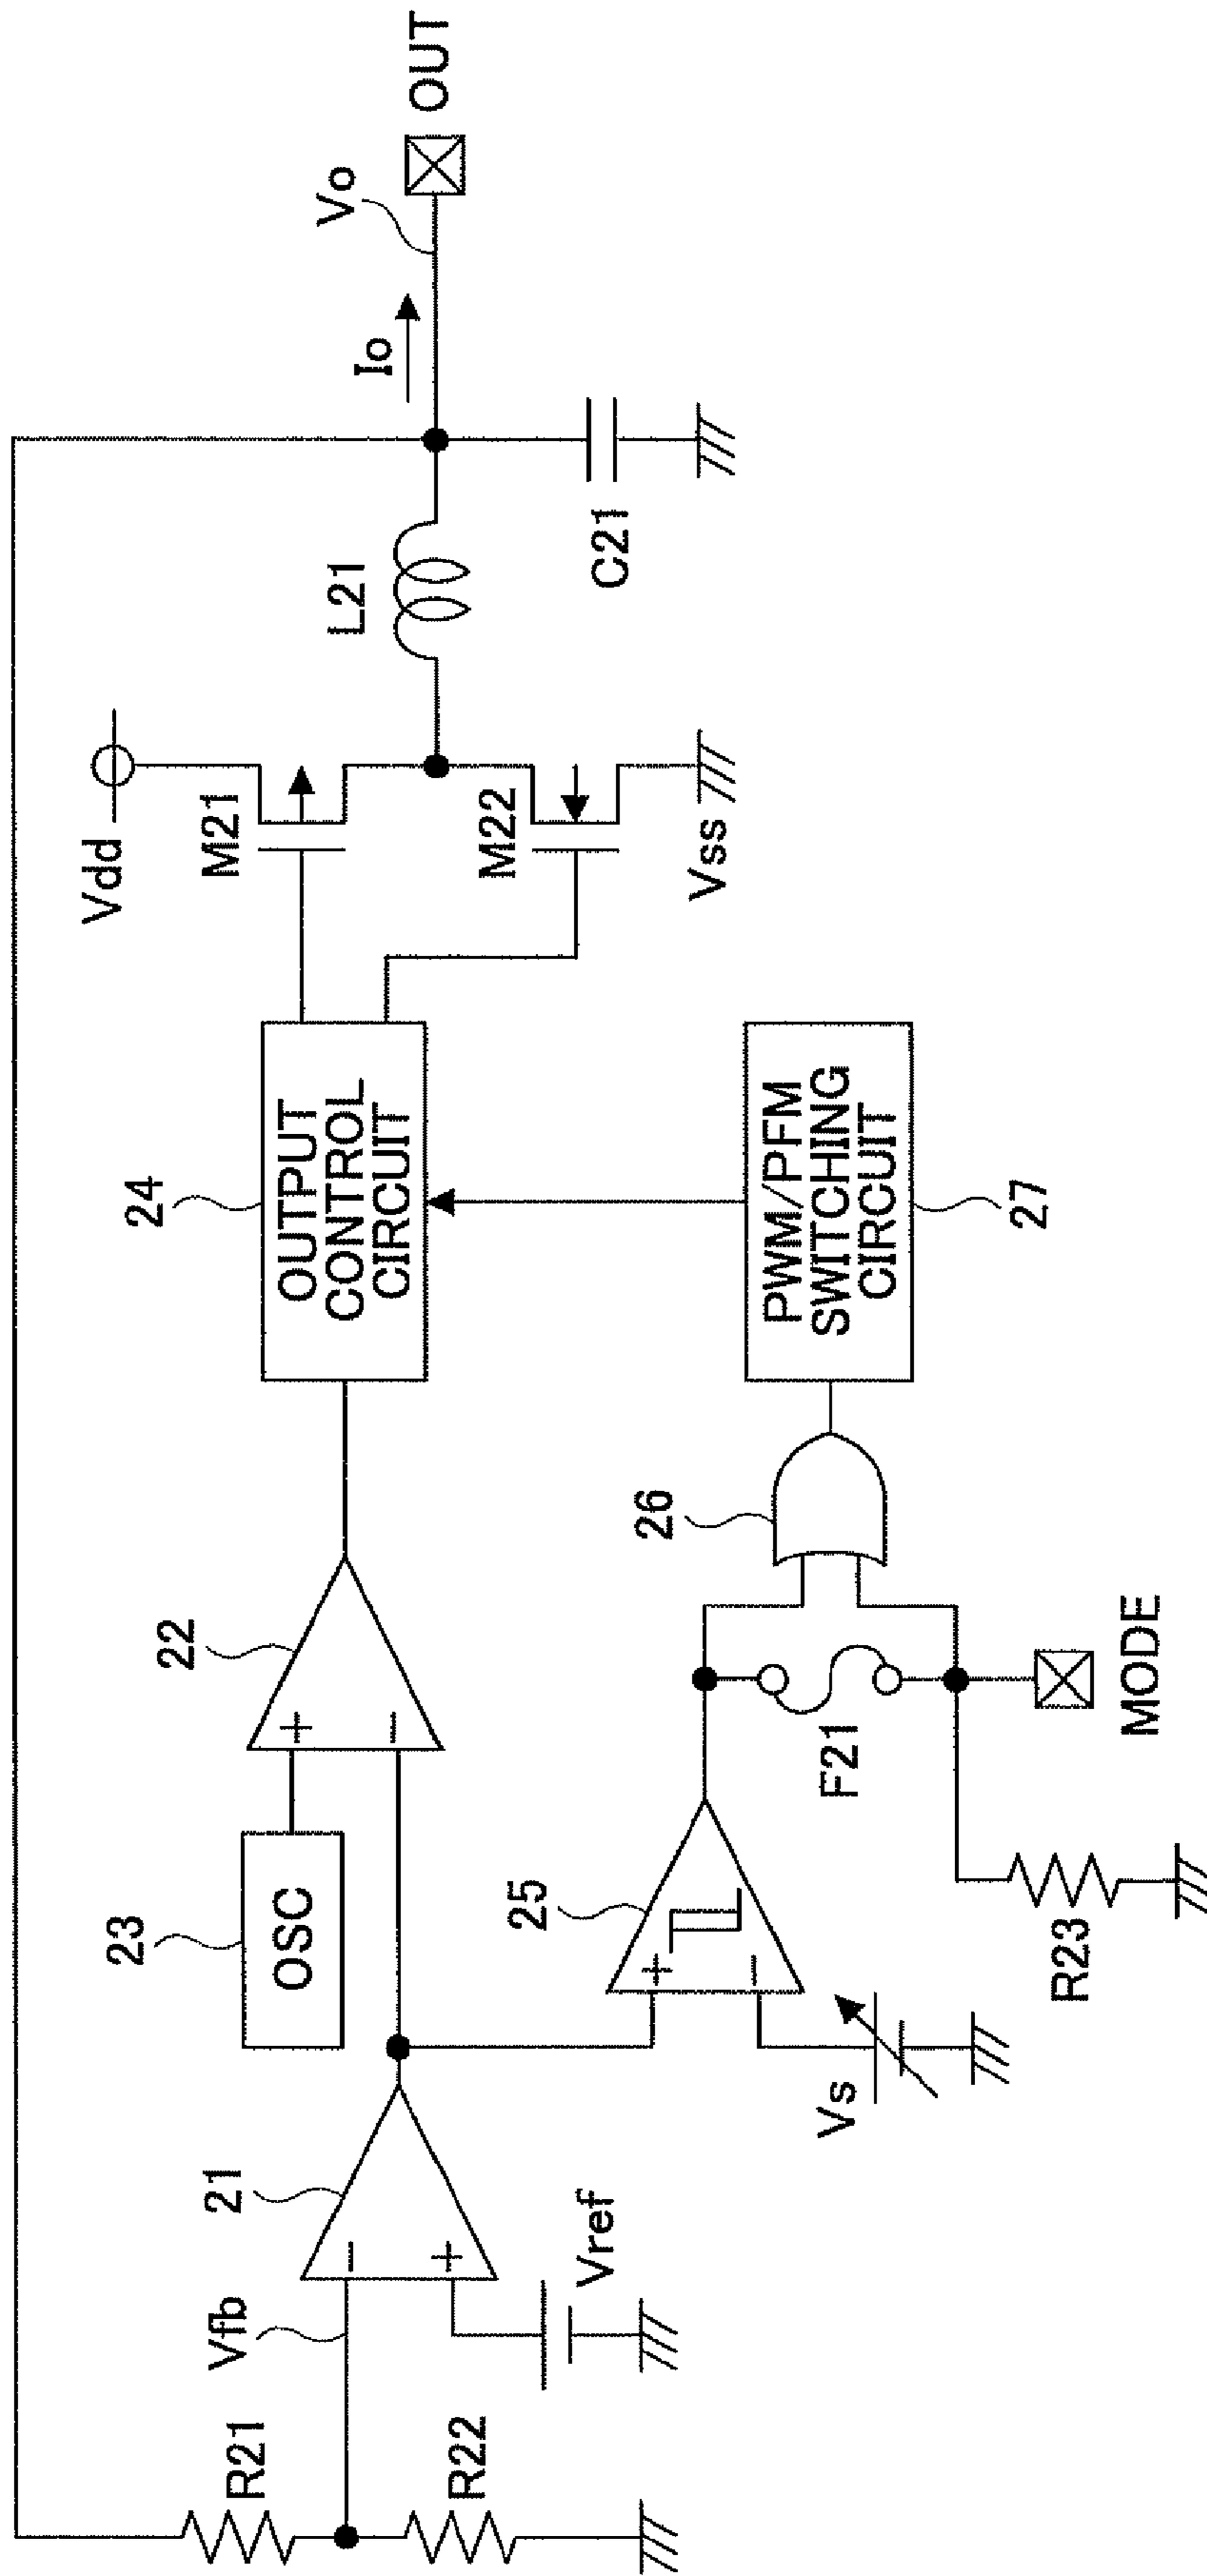 Vdd
Vo
OUT
Io
M21
L21
24
OUTPUT
CONTROL
CIRCUIT
22
+
−
23
OSC
21
−
+
Vfb
R21
R22
Vref
M22
C21
Vss
26
PWM/PFM
SWITCHING
CIRCUIT
27
25
+
−
F21
Vs
R23
MODE